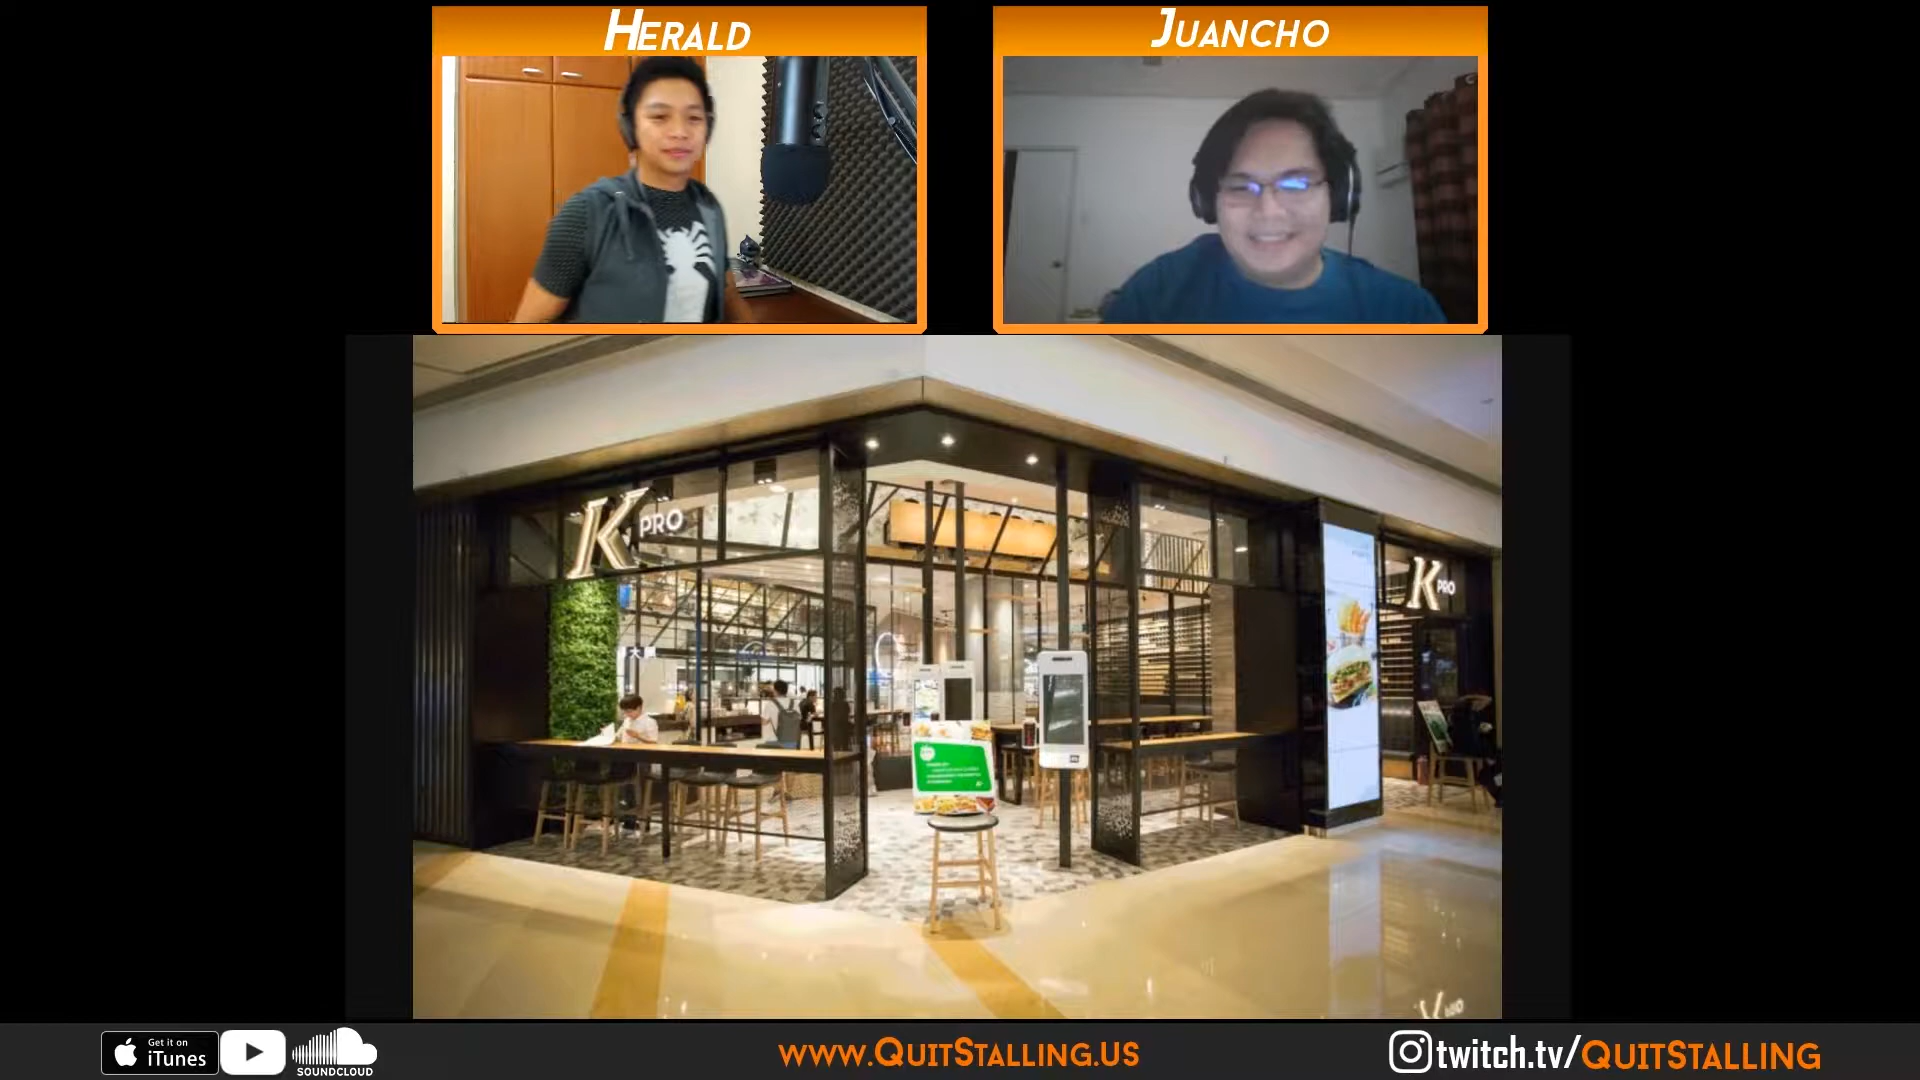 HERALD
JUANCHO
K PRO
K PRO
Get it on
iTunes
SOUNDCLOUD
WWW.QUITSTALLING.US
twitch.tv/QUITSTALLING